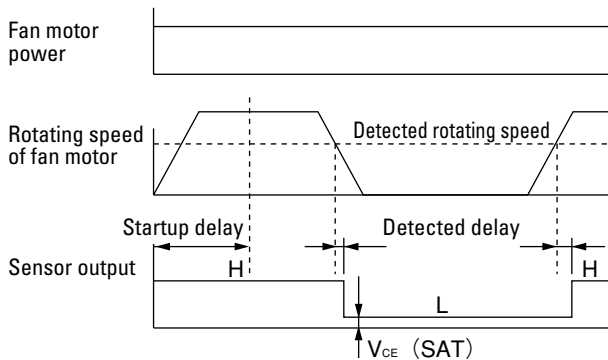 Fan motor
power
Rotating speed
of fan motor
Detected rotating speed
Startup delay
Detected delay
Sensor output
H
L
H
VCE（SAT）